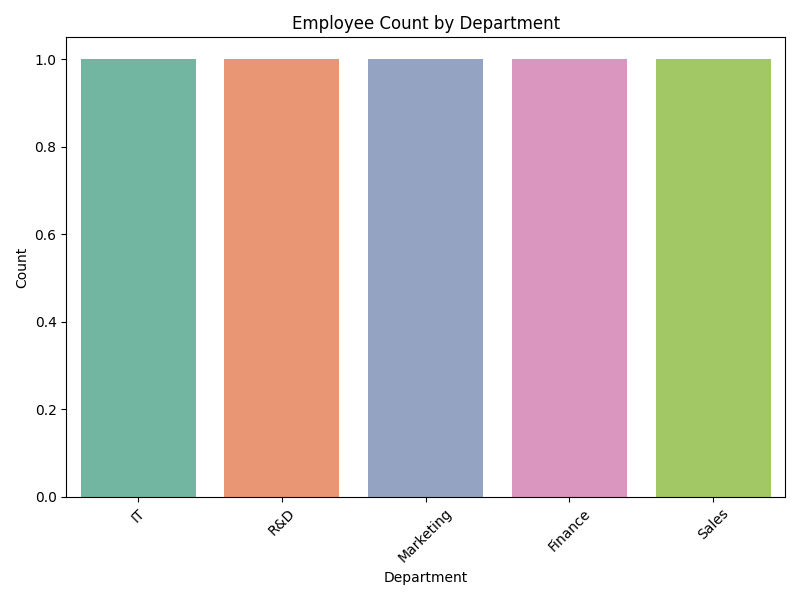 Employee Count by Department
Count
1.0
0.8
0.6
0.4
0.2
0.0
IT
R&D
Marketing
Finance
Sales
Department